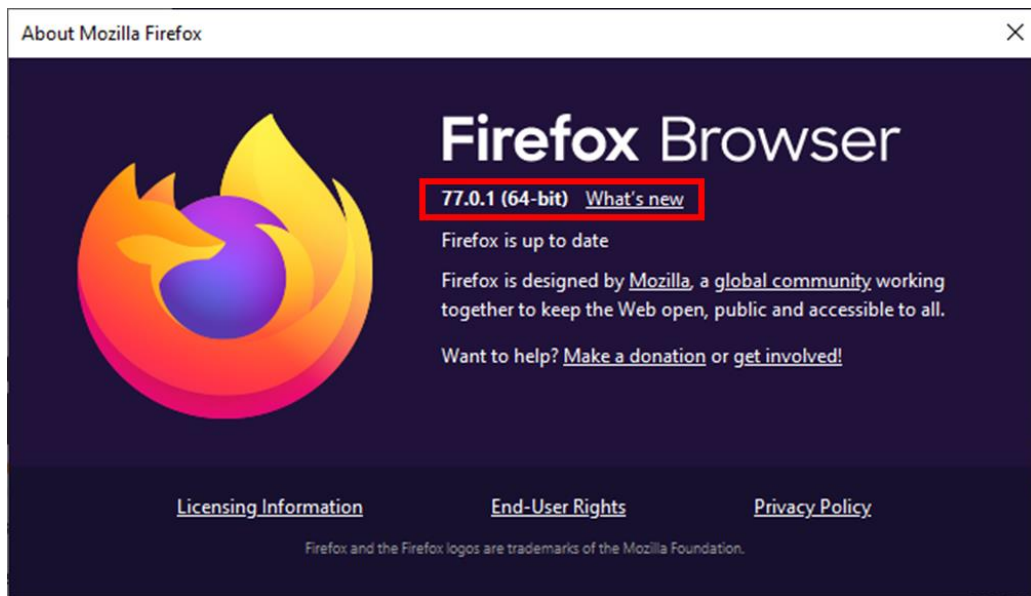 About Mozilla Firefox
Firefox Browser
77.0.1 (64-bit) What's new
Firefox is up to date
Firefox is designed by Mozilla, a global community working
together to keep the Web open, public and accessible to all.
Want to help? Make a donation or get involved!
Licensing Information End-User Rights Privacy Policy
Firefox and the Firefox logos are trademarks of the Mozilla Foundation.